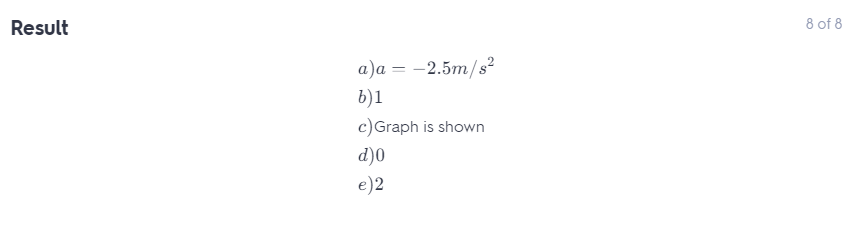 Result
8 of 8
a)a = −2.5m/s²
b)1
c)Graph is shown
d)0
e)2